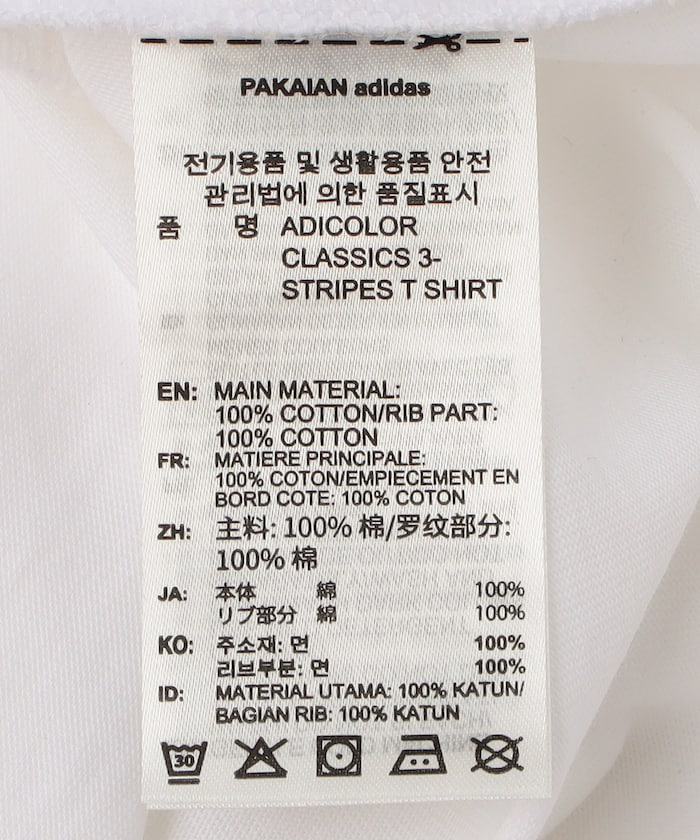 PAKAIAN adidas
전기용품 및 생활용품 안전
관리법에 의한 품질표시
품 명 ADICOLOR
CLASSICS 3-
STRIPES T SHIRT
EN: MAIN MATERIAL:
100% COTTON/RIB PART:
100% COTTON
FR: MATIERE PRINCIPALE:
100% COTON/EMPIECEMENT EN
BORD COTE: 100% COTON
ZH: 主料: 100% 棉/罗纹部分:
100% 棉
JA: 本体 綿 100%
リブ部分 綿 100%
KO: 주소재: 면 100%
리브부분: 면 100%
ID: MATERIAL UTAMA: 100% KATUN/
BAGIAN RIB: 100% KATUN
30